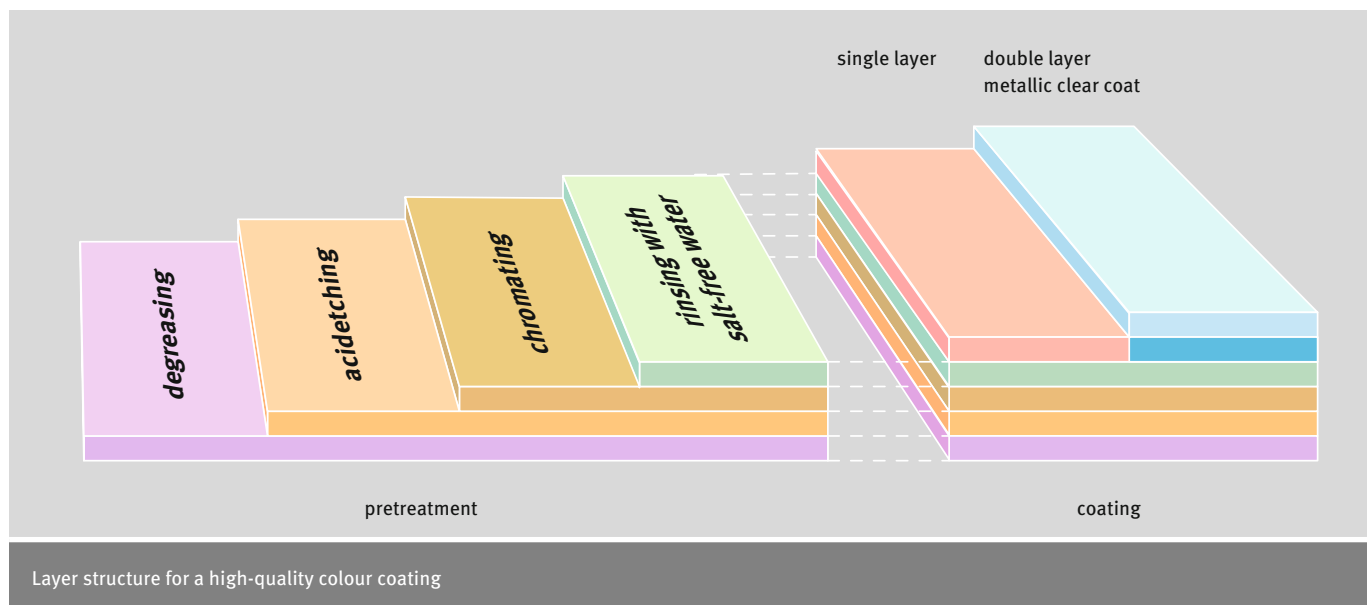 single layer
double layer
metallic clear coat
degreasing
acidetching
chromating
rinsing with
salt-free water
pretreatment
coating
Layer structure for a high-quality colour coating